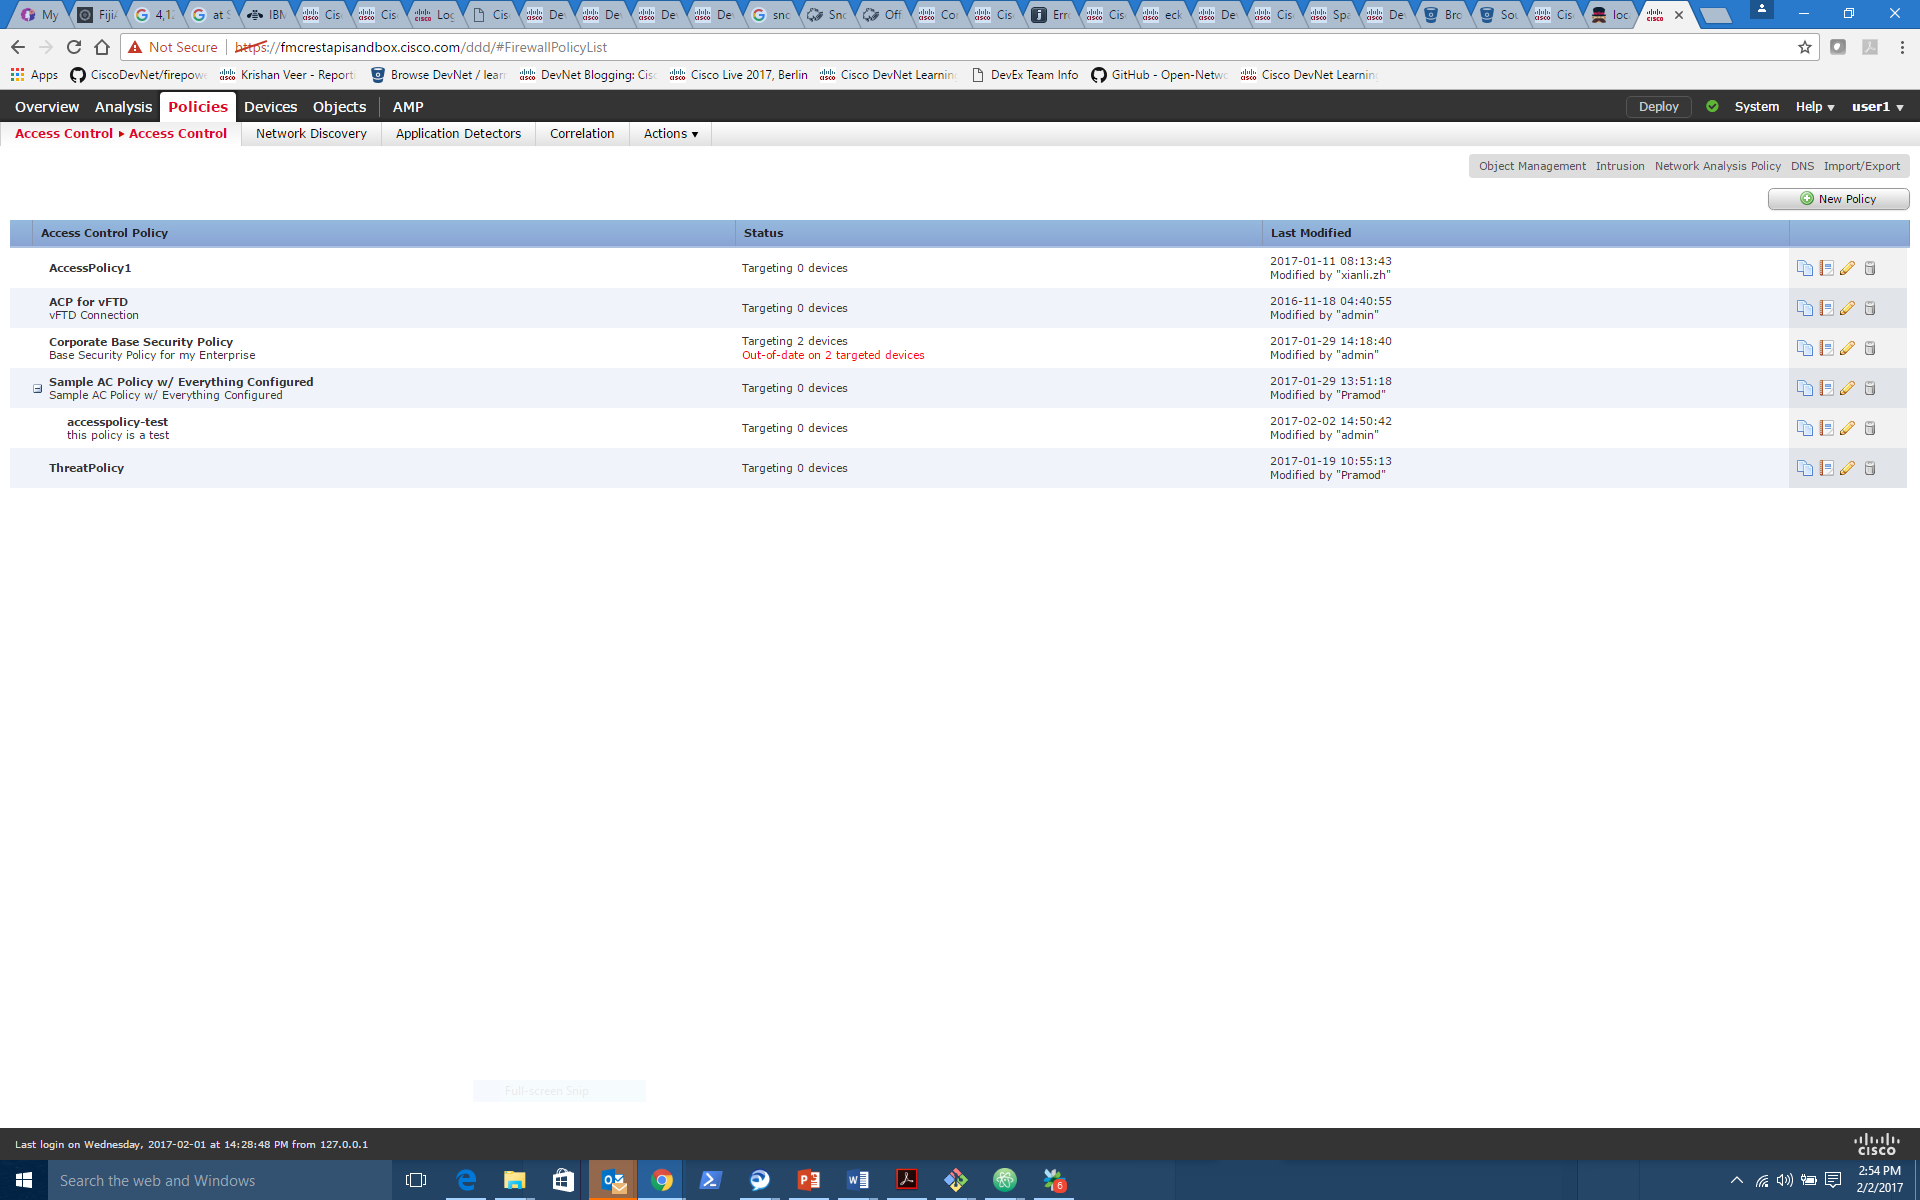 My
Fiji/
4,12
at S
IBM
Cis
Cis
Log
Cis
De
De
De
De
snc
Snc
Off
Cor
Cis
Erro
Cis
eck
De
Cis
Spa
De
Bro
Sou
Cis
loc
Not Secure https://fmcrestapisandbox.cisco.com/ddd/#FirewallPolicyList
Apps CiscoDevNet/firepow Krishan Veer - Report Browse DevNet / lear DevNet Blogging: Cisc Cisco Live 2017, Berlin Cisco DevNet Learnin DevEx Team Info GitHub - Open-Netwo Cisco DevNet Learnin
Overview Analysis Policies Devices Objects AMP Deploy System Help ▾ user1 ▾
Access Control ▸ Access Control Network Discovery Application Detectors Correlation Actions ▾
Object Management Intrusion Network Analysis Policy DNS Import/Export
New Policy
Access Control Policy Status Last Modified
AccessPolicy1 Targeting 0 devices 2017-01-11 08:13:43
Modified by "xianli.zh"
ACP for vFTD Targeting 0 devices 2016-11-18 04:40:55
vFTD Connection Modified by "admin"
Corporate Base Security Policy Targeting 2 devices 2017-01-29 14:18:40
Base Security Policy for my Enterprise Out-of-date on 2 targeted devices Modified by "admin"
Sample AC Policy w/ Everything Configured Targeting 0 devices 2017-01-29 13:51:18
Sample AC Policy w/ Everything Configured Modified by "Pramod"
accesspolicy-test Targeting 0 devices 2017-02-02 14:50:42
this policy is a test Modified by "admin"
ThreatPolicy Targeting 0 devices 2017-01-19 10:55:13
Modified by "Pramod"
Full-screen Snip
Last login on Wednesday, 2017-02-01 at 14:28:48 PM from 127.0.0.1
CISCO
Search the web and Windows
6
2:54 PM
2/2/2017